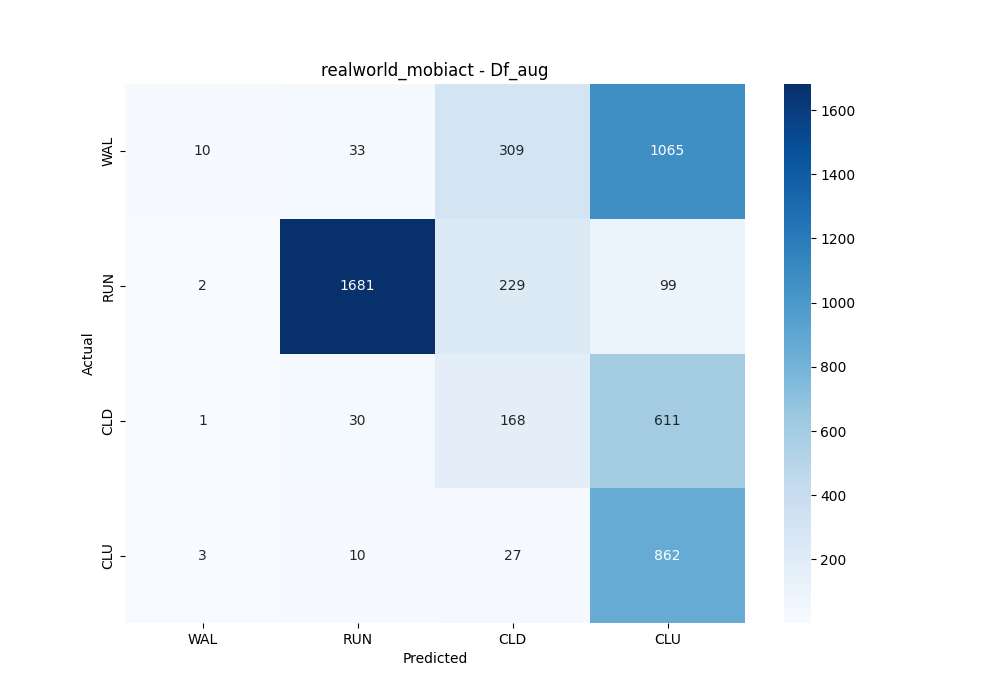 realworld_mobiact - Df_aug
WAL 10 33 309 1065
RUN 2 1681 229 99
CLD 1 30 168 611
CLU 3 10 27 862
WAL RUN CLD CLU
Predicted
Actual
1600
1400
1200
1000
800
600
400
200